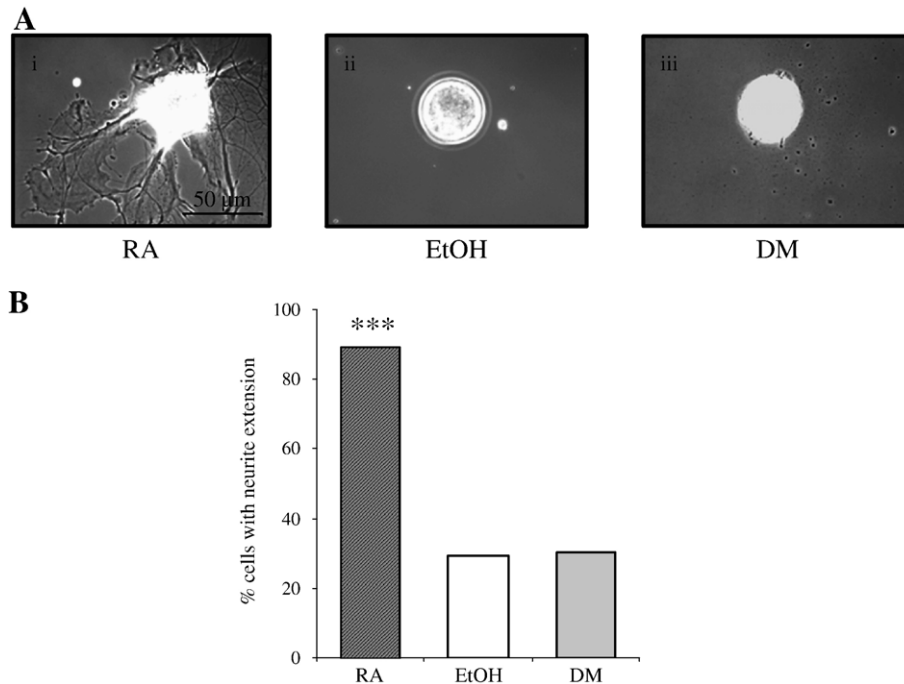 A
i
ii
iii
50 µm
RA
EtOH
DM
B
% cells with neurite extension
100
80
60
40
20
0
***
RA
EtOH
DM